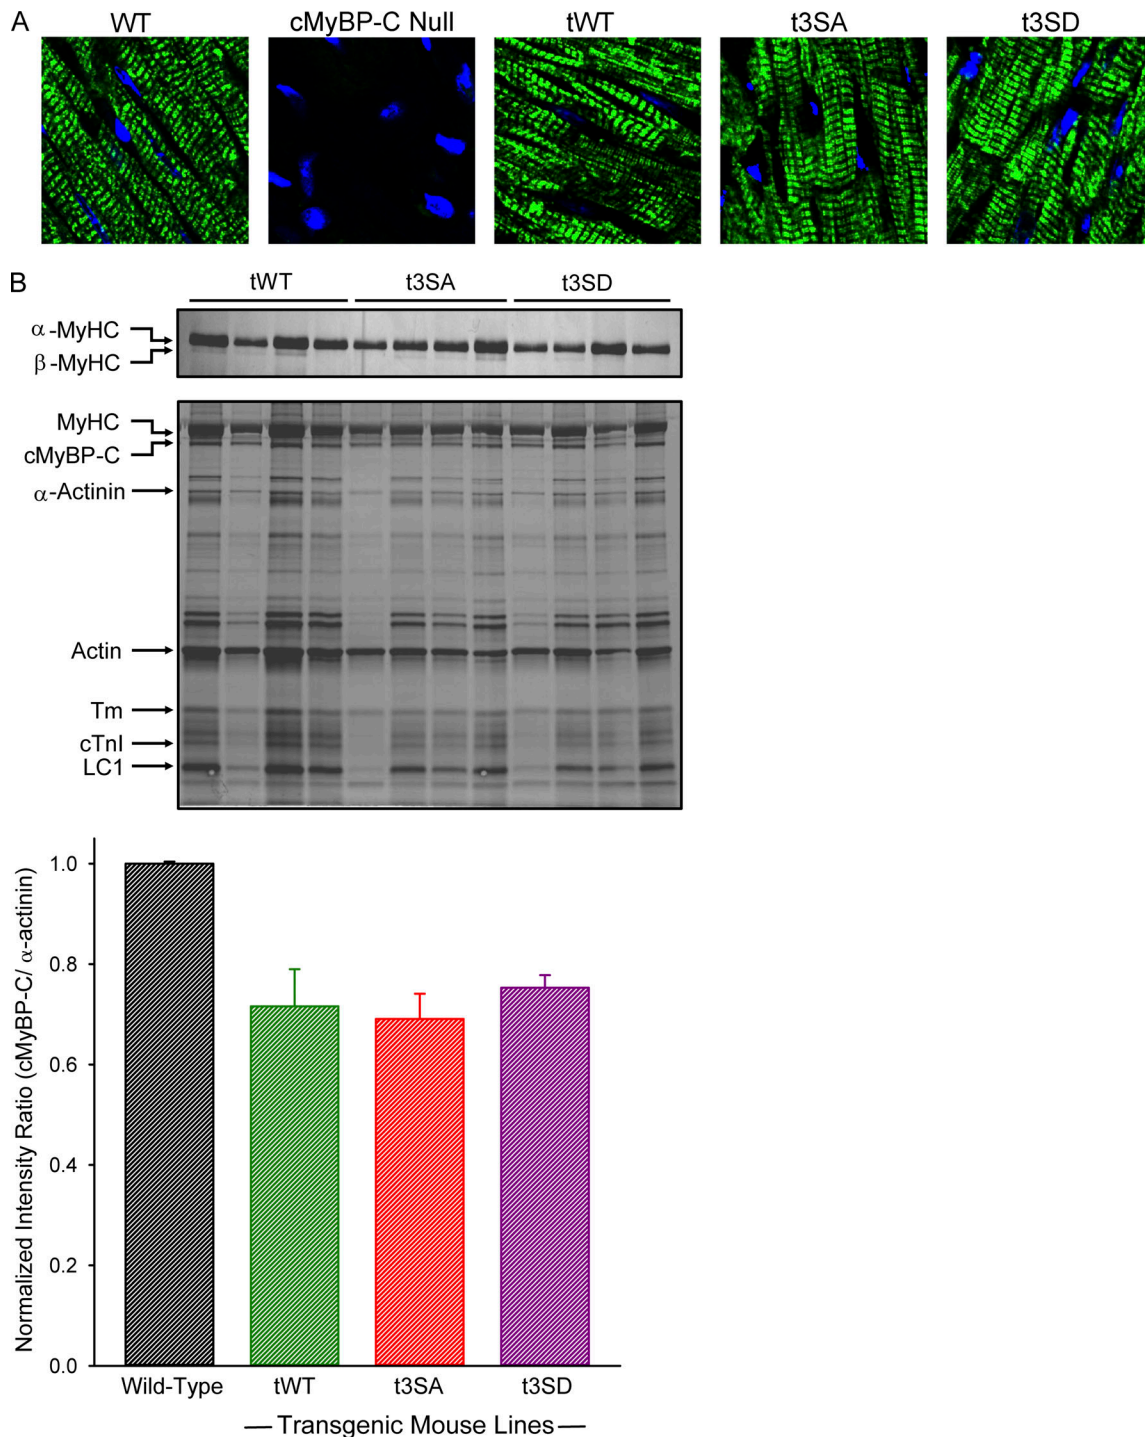 A
WT
cMyBP-C Null
tWT
t3SA
t3SD
B
tWT
t3SA
t3SD
α-MyHC
β-MyHC
MyHC
cMyBP-C
α-Actinin
Actin
Tm
cTnI
LC1
Normalized Intensity Ratio (cMyBP-C/ α-actinin)
1.0
0.8
0.6
0.4
0.2
0.0
Wild-Type
tWT
t3SA
t3SD
Transgenic Mouse Lines